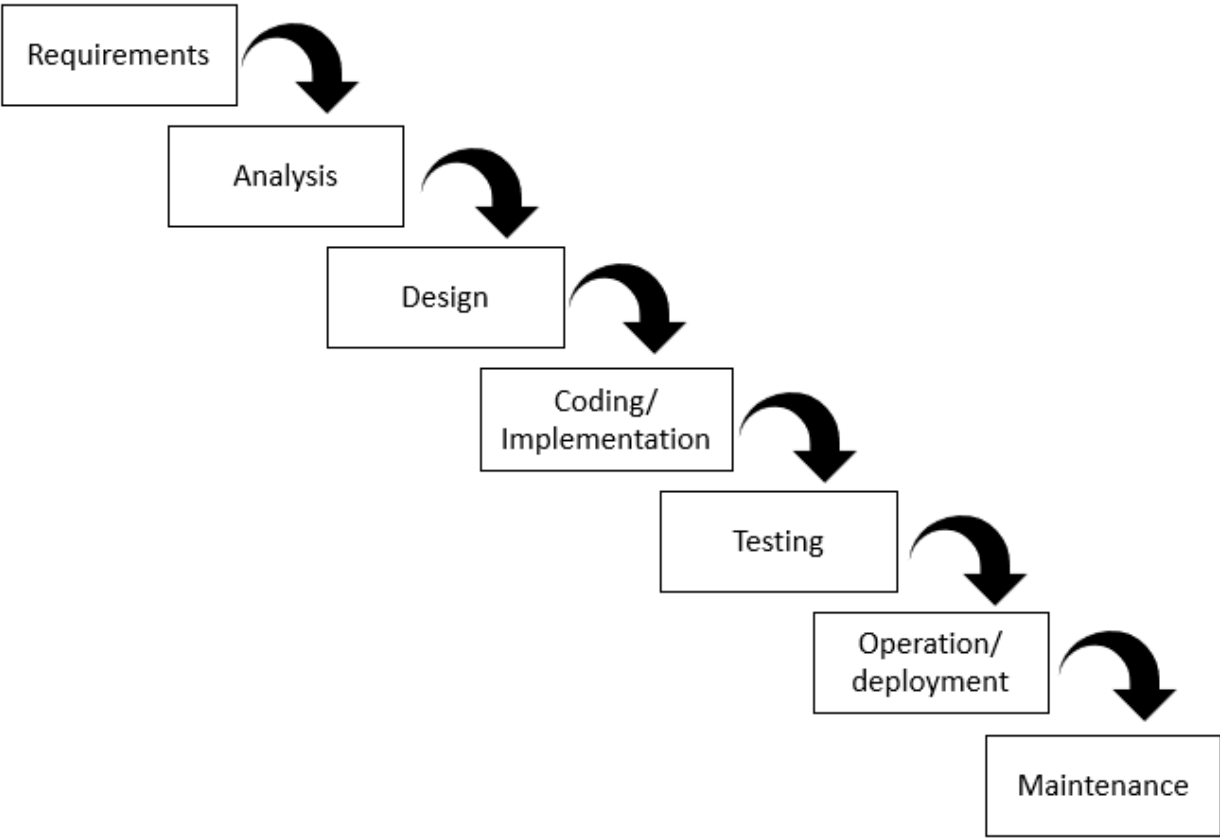 Requirements
Analysis
Design
Coding/
Implementation
Testing
Operation/
deployment
Maintenance